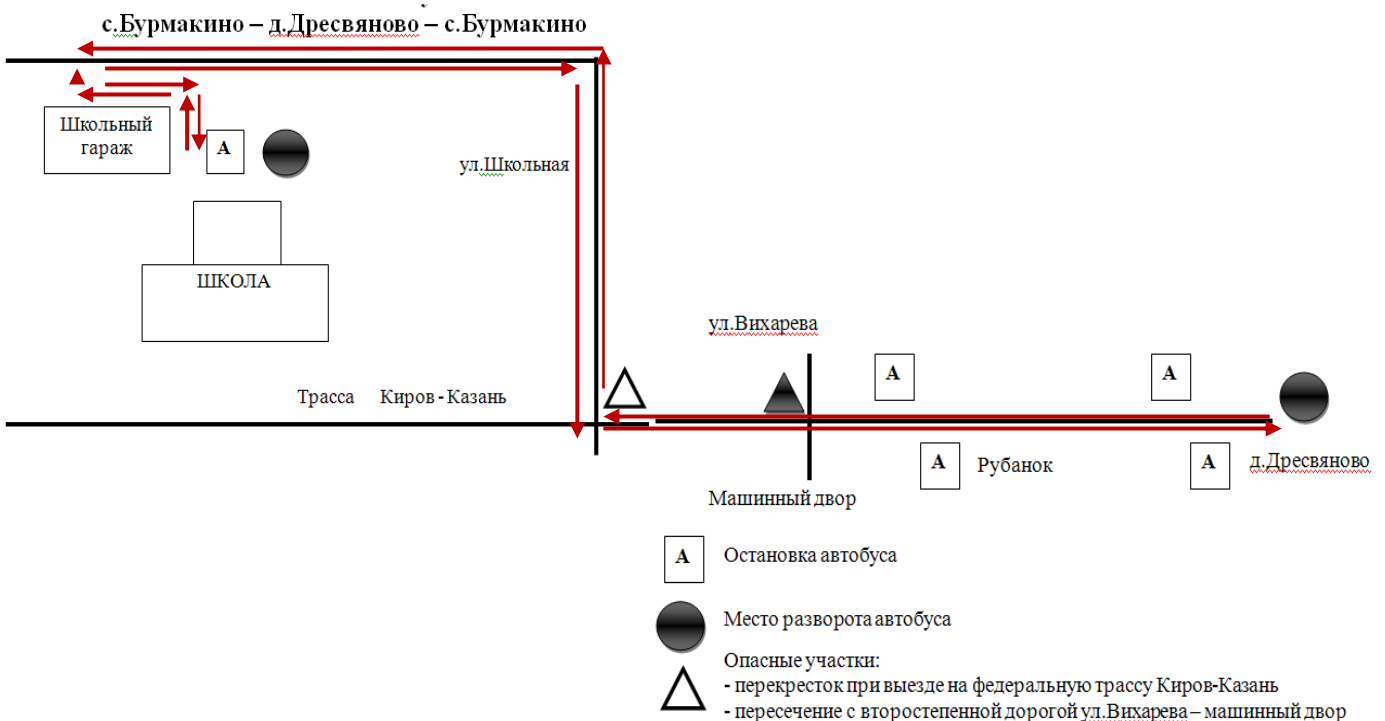 с.Бурмакино – д.Дресвяново – с.Бурмакино
Школьный
гараж
А
ул.Школьная
ШКОЛА
ул.Вихарева
Трасса Киров - Казань
А
А
А
Рубанок
А
д.Дресвяново
Машинный двор
А
Остановка автобуса
Место разворота автобуса
Опасные участки:
- перекресток при выезде на федеральную трассу Киров-Казань
- пересечение с второстепенной дорогой ул.Вихарева – машинный двор